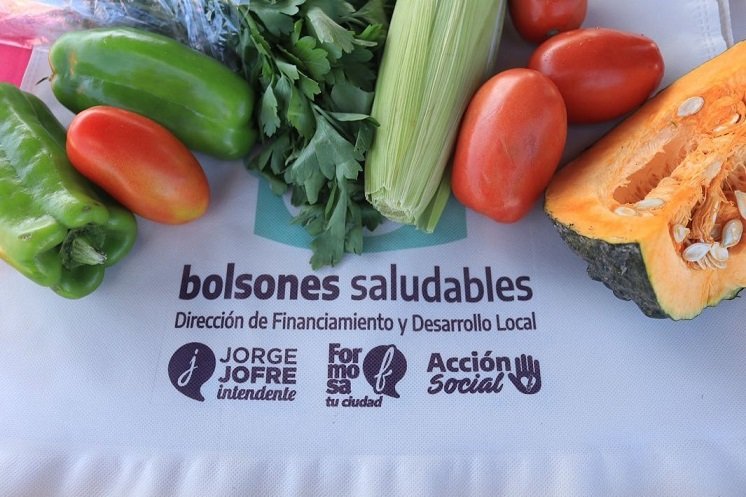 bolsones saludables
Dirección de Financiamiento y Desarrollo Local
j JORGE
JOFRE
intendente
For
mo
sa
tu ciudad
f
Acción
Social